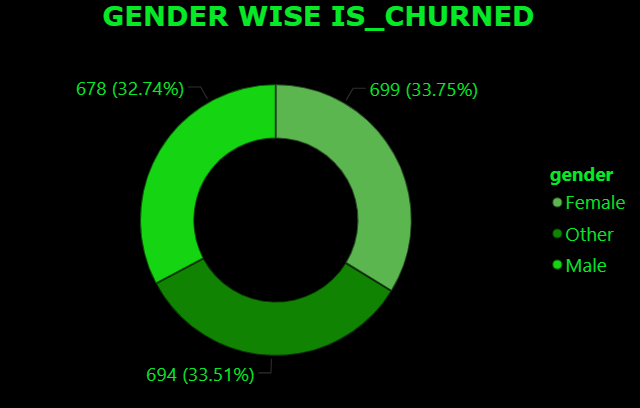 GENDER WISE IS_CHURNED
678 (32.74%)
699 (33.75%)
gender
Female
Other
Male
694 (33.51%)